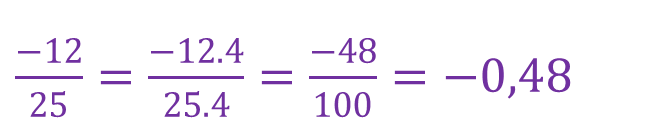 −12/25 = −12.4/25.4 = −48/100 = −0,48